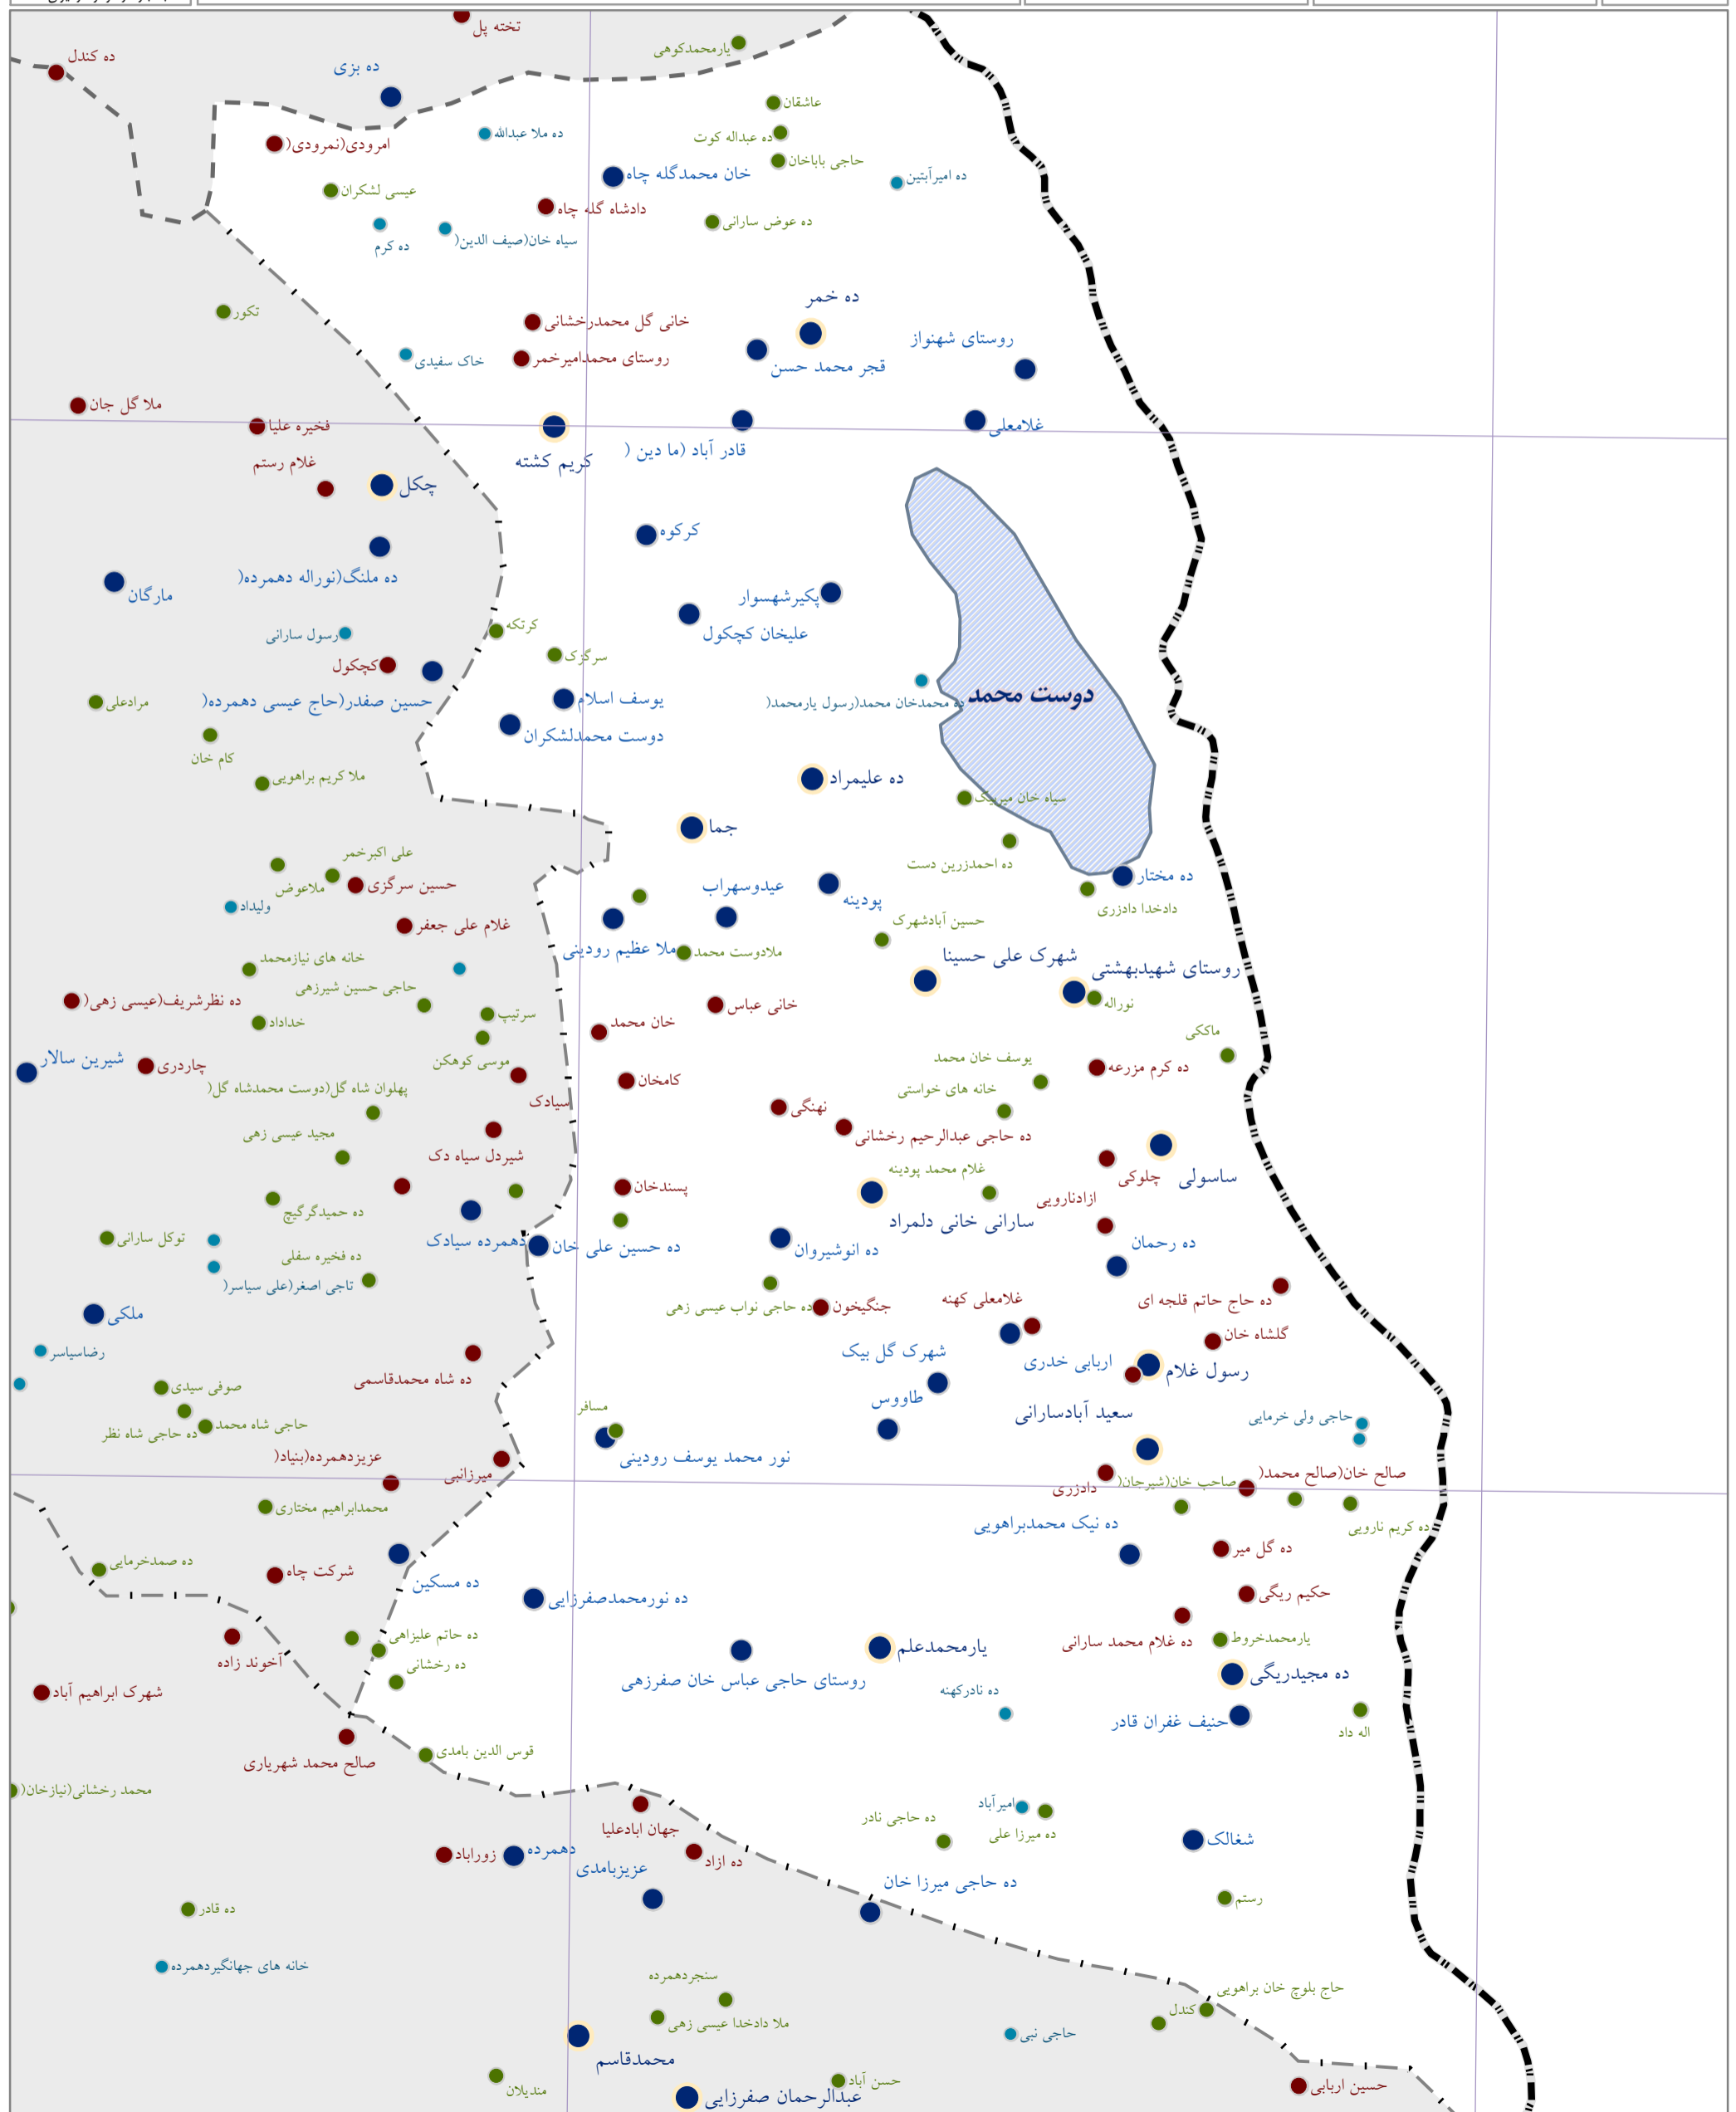 تخته پل
یارمحمدکوهی
ده کندل
ده بزی
عاشقان
ده ملا عبدالله
ده عبداله کوت
امرودی(نمرودی(
حاجی باباخان
خان محمدگله چاه
ده امیرآبتین
عیسی لشکران
دادشاه گله چاه
ده عوض سارانی
سیاه خان(صیف الدین(
ده کرم
ده خمر
تکور
خانی گل محمدرخشانی
روستای شهنواز
خاک سفیدی
روستای محمدامیرخمر
قجر محمد حسن
ملا گل جان
فخیره علیا
غلامعلی
قادر آباد (ما دین (
کریم کشته
غلام رستم
چکل
کرکوه
ده ملنگ(نوراله دهمرده(
مارگان
پکیرشهسوار
کرتکه
علیخان کچکول
رسول سارانی
سرگزک
کچکول
دوست محمد
یوسف اسلام
حسین صفدر(حاج عیسی دهمرده(
ده محمدخان محمد(رسول یارمحمد(
مرادعلی
دوست محمدلشکران
کام خان
ملا کریم براهویی
ده علیمراد
سیاه خان میربیک
جما
علی اکبرخمر
ده احمدزرین دست
ده مختار
حسین سرگزی
ملاعوض
عیدوسهراب
پودینه
ولیداد
دادخدا دادزری
غلام علی جعفر
حسین آبادشهرک
ملا عظیم رودینی
ملادوست محمد
خانه های نیازمحمد
شهرک علی حسینا
روستای شهیدبهشتی
حاجی حسین شیرزهی
ده نظرشریف(عیسی زهی(
خانی عباس
نوراله
سرتیپ
خداداد
خان محمد
ماککی
شیرین سالار
چاردری
موسی کوهکن
یوسف خان محمد
ده کرم مزرعه
کامخان
پهلوان شاه گل(دوست محمدشاه گل(
خانه های خواستی
سیادک
نهنگی
مجید عیسی زهی
ده حاجی عبدالرحیم رخشانی
شیردل سیاه دک
غلام محمد پودینه
چلوکی
ساسولی
پسندخان
ازادنارویی
ده حمیدگرگیچ
سارانی خانی دلمراد
توکل سارانی
دهمرده سیادک
ده حسین علی خان
ده انوشیروان
ده رحمان
ده فخیره سفلی
تاجی اصغر(علی سیاسر(
ده حاجی نواب عیسی زهی
جنگیخون
غلامعلی کهنه
ده حاج حاتم قلجه ای
ملکی
گلشاه خان
رضاسیاسر
شهرک گل بیک
اربابی خدری
رسول غلام
ده شاه محمدقاسمی
صوفی سیدی
طاووس
مسافر
سعید آبادسارانی
حاجی ولی خرمایی
حاجی شاه محمد
ده حاجی شاه نظر
عزیزدهمرده(بنیاد(
نور محمد یوسف رودینی
میرزانبی
صالح خان(صالح محمد(
صاحب خان(شیرجان(
دادزری
محمدابراهیم مختاری
ده نیک محمدبراهویی
ده کریم نارویی
ده گل میر
ده صمدخرمایی
شرکت چاه
ده مسکین
ده نورمحمدصفرزایی
حکیم ریگی
ده حاتم علیزاهی
یارمحمدخروط
ده غلام محمد سارانی
یارمحمدعلم
آخوند زاده
ده رخشانی
ده مجیدریگی
روستای حاجی عباس خان صفرزهی
شهرک ابراهیم آباد
ده نادرکهنه
حنیف غفران قادر
اله داد
قوس الدین بامدی
صالح محمد شهریاری
محمد رخشانی(نیازخان(
امیرآباد
ده حاجی نادر
جهان ابادعلیا
ده میرزا علی
شغالک
زوراباد
دهمرده
ده ازاد
عزیزبامدی
ده حاجی میرزا خان
رستم
ده قادر
خانه های جهانگیردهمرده
سنجردهمرده
حاج بلوچ خان براهویی
کندل
ملا دادخدا عیسی زهی
حاجی نبی
محمدقاسم
حسن آباد
حسین اربابی
مندیلان
عبدالرحمان صفرزایی